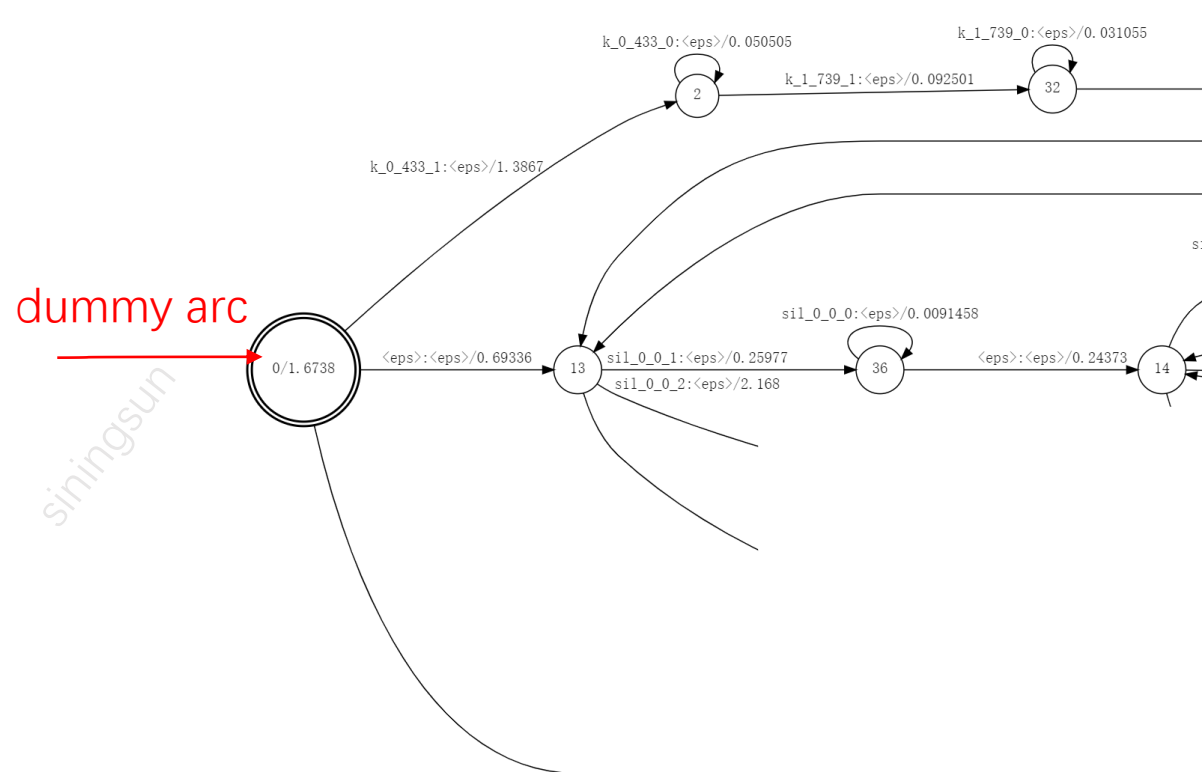 k_1_739_0:<eps>/0.031055
k_0_433_0:<eps>/0.050505
k_1_739_1:<eps>/0.092501
2
32
k_0_433_1:<eps>/1.3867
dummy arc
sil_0_0_0:<eps>/0.0091458
0/1.6738
<eps>:<eps>/0.69336
13
sil_0_0_1:<eps>/0.25977
36
<eps>:<eps>/0.24373
14
sil_0_0_2:<eps>/2.168
siningsun